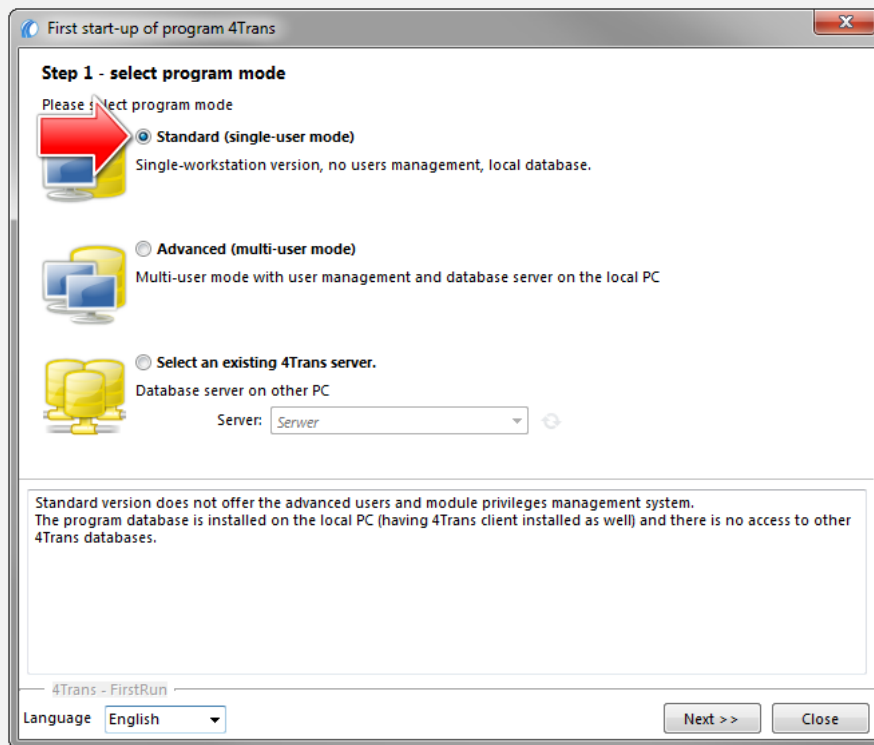 First start-up of program 4Trans
Step 1 - select program mode
Please select program mode
Standard (single-user mode)
Single-workstation version, no users management, local database.
Advanced (multi-user mode)
Multi-user mode with user management and database server on the local PC
Select an existing 4Trans server.
Database server on other PC
Server: Serwer
Standard version does not offer the advanced users and module privileges management system.
The program database is installed on the local PC (having 4Trans client installed as well) and there is no access to other
4Trans databases.
4Trans - FirstRun
Language English Next >> Close